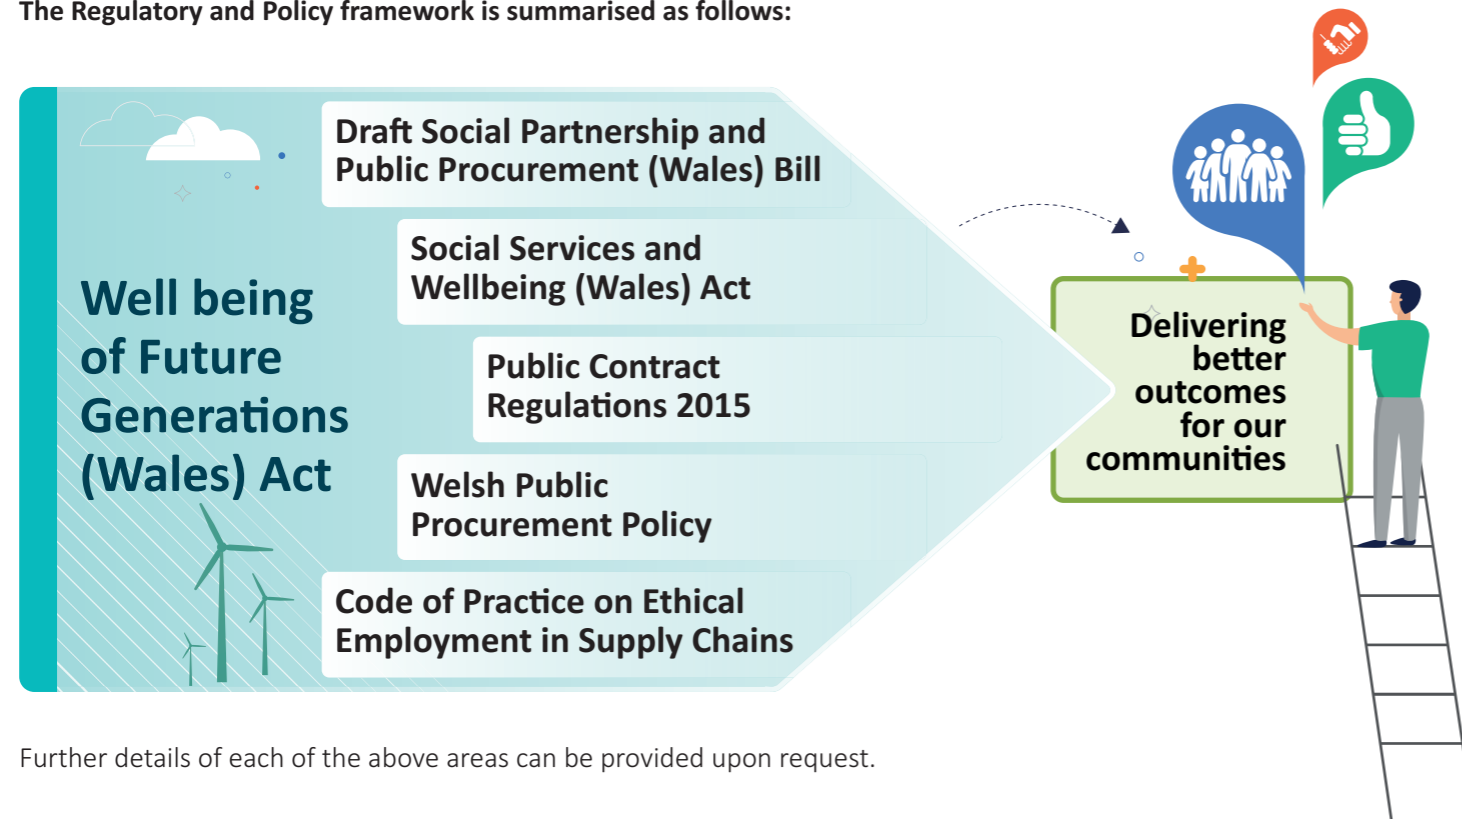 The Regulatory and Policy framework is summarised as follows:
Well being
of Future
Generations
(Wales) Act
Draft Social Partnership and
Public Procurement (Wales) Bill
Social Services and
Wellbeing (Wales) Act
Public Contract
Regulations 2015
Welsh Public
Procurement Policy
Code of Practice on Ethical
Employment in Supply Chains
Delivering
better
outcomes
for our
communities
Further details of each of the above areas can be provided upon request.